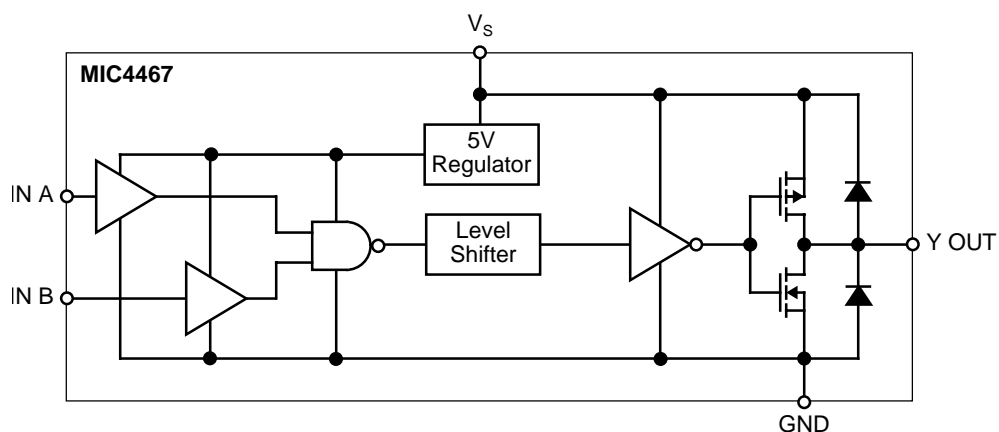 V_S
MIC4467
5V
Regulator
IN A
Level
Shifter
Y OUT
IN B
GND